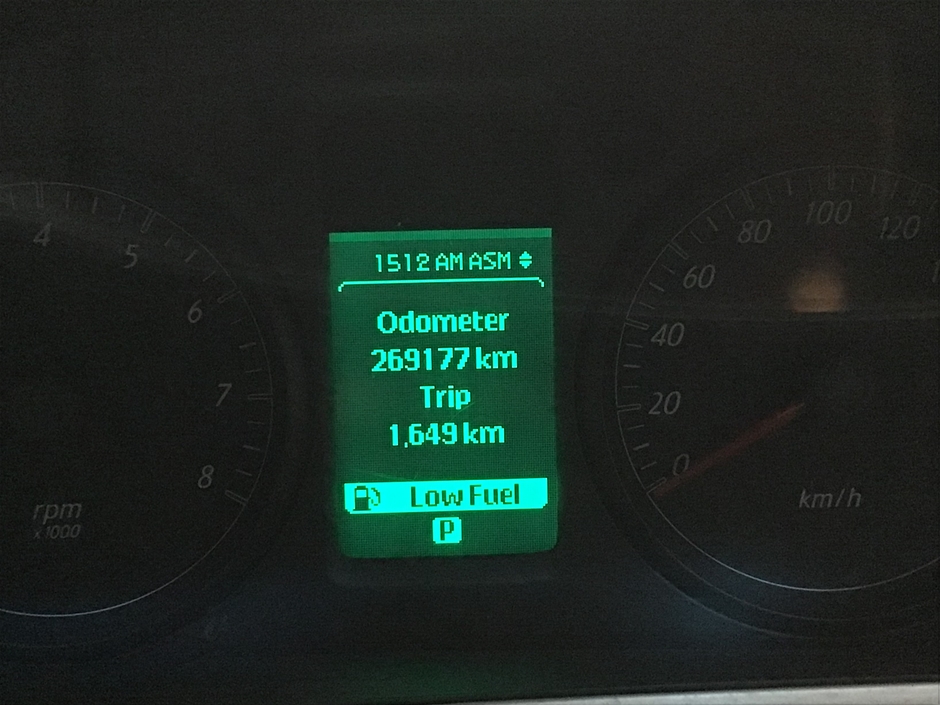 1512 AM ASM
Odometer
269177 km
Trip
1,649 km
Low Fuel
P
4
5
6
7
8
rpm
x1000
0
20
40
60
80
100
120
km/h